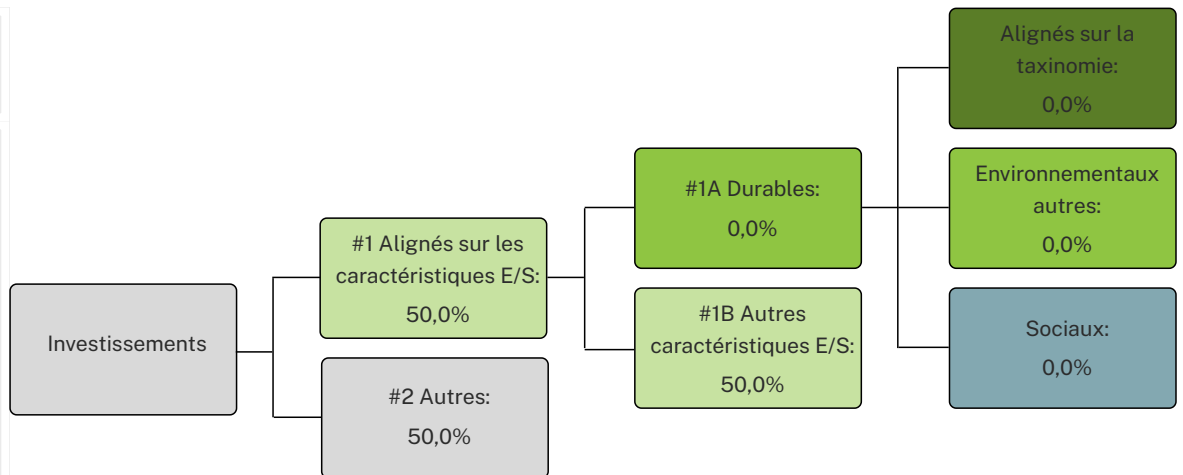 Investissements
#1 Alignés sur les
caractéristiques E/S:
50,0%
#2 Autres:
50,0%
#1A Durables:
0,0%
#1B Autres
caractéristiques E/S:
50,0%
Alignés sur la
taxinomie:
0,0%
Environnementaux
autres:
0,0%
Sociaux:
0,0%